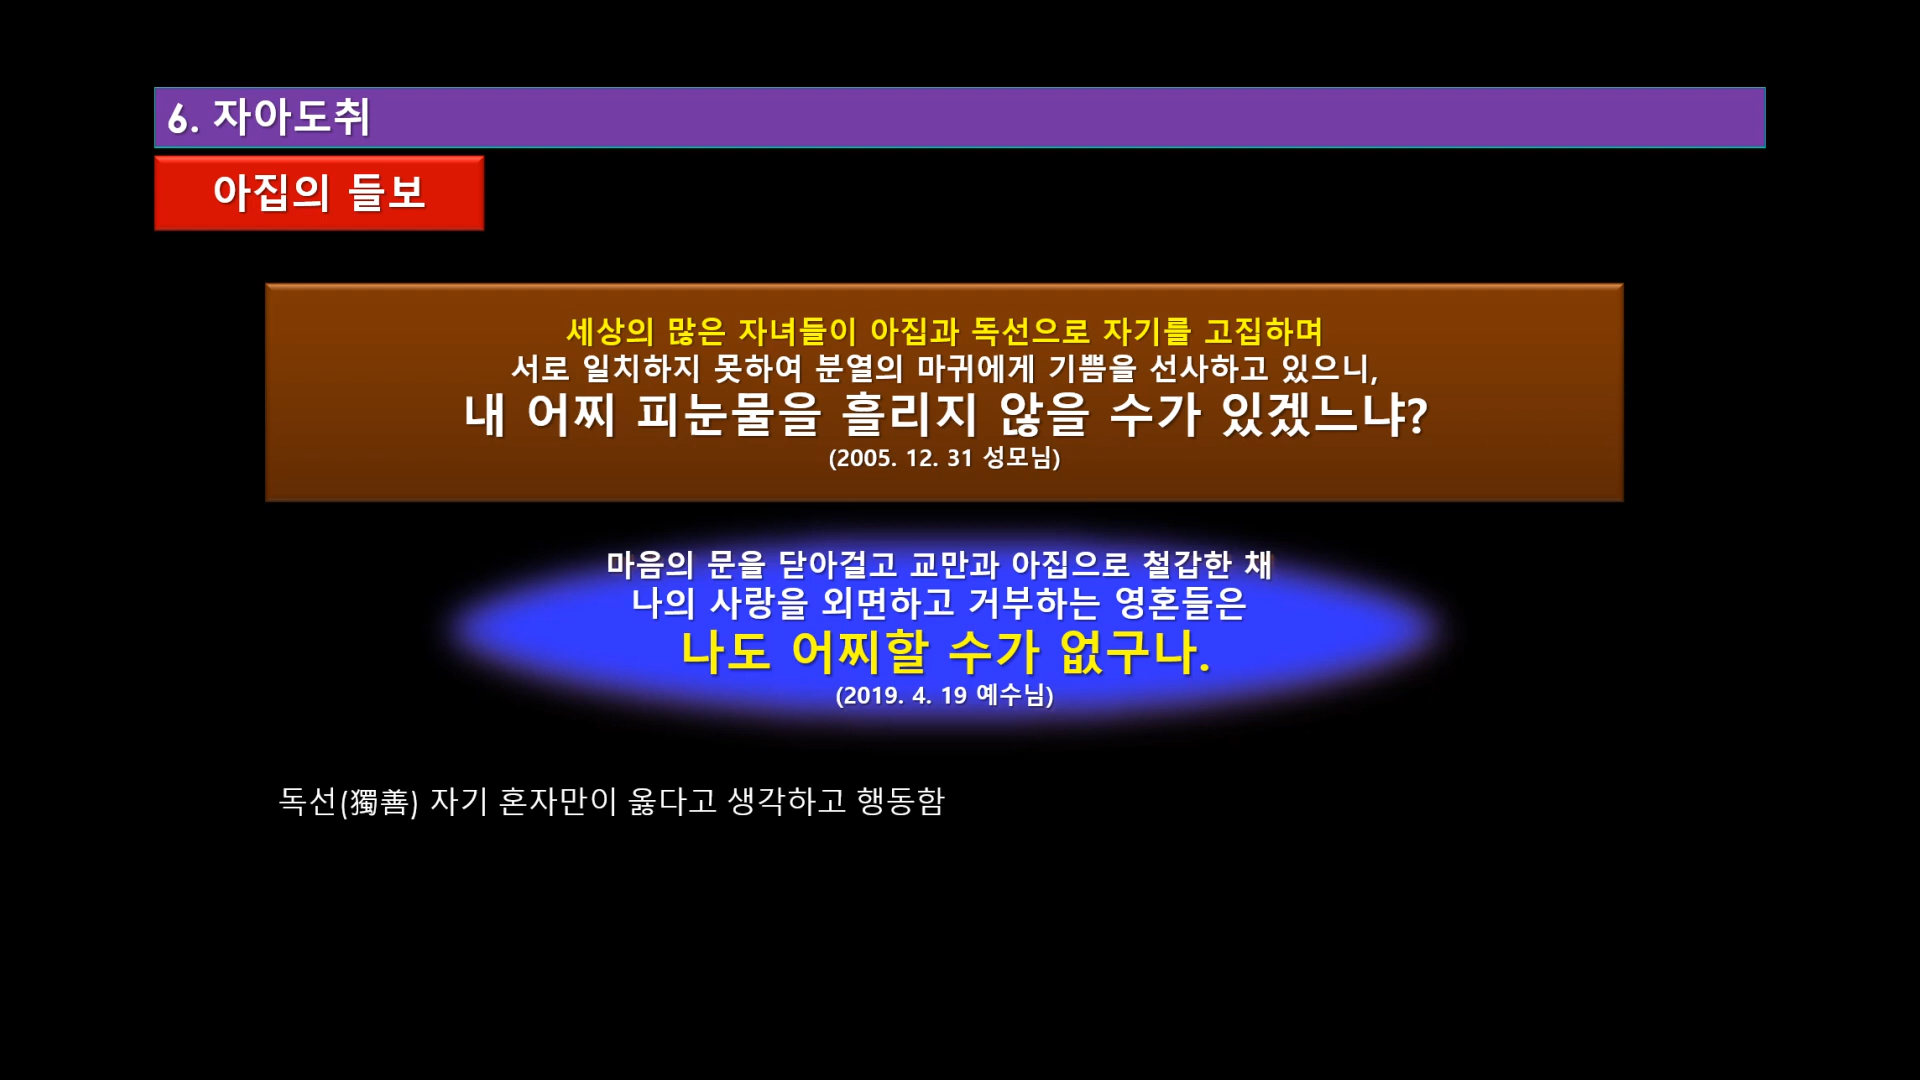 6. 자아도취
아집의 들보
세상의 많은 자녀들이 아집과 독선으로 자기를 고집하며
서로 일치하지 못하여 분열의 마귀에게 기쁨을 선사하고 있으니,
내 어찌 피눈물을 흘리지 않을 수가 있겠느냐?
(2005. 12. 31 성모님)
마음의 문을 닫아걸고 교만과 아집으로 철갑한 채
나의 사랑을 외면하고 거부하는 영혼들은
나도 어찌할 수가 없구나.
(2019. 4. 19 예수님)
독선(獨善) 자기 혼자만이 옳다고 생각하고 행동함